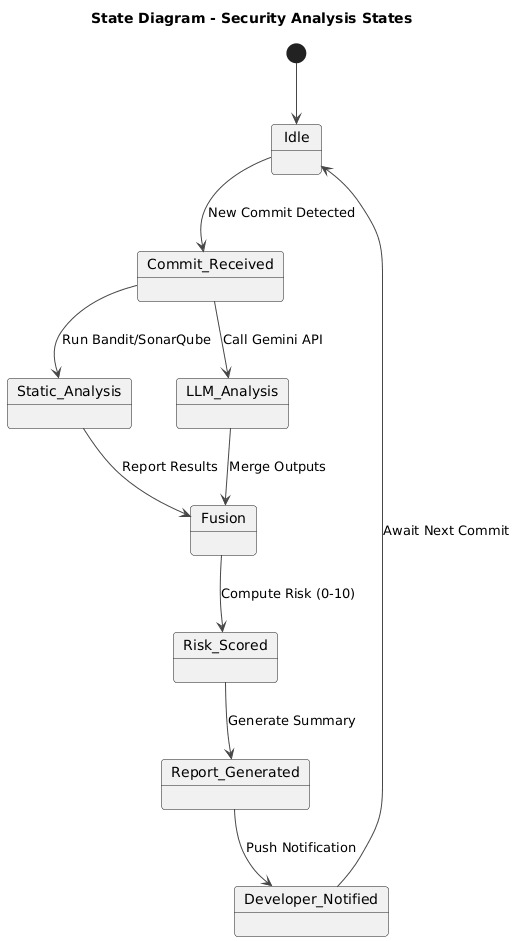 State Diagram - Security Analysis States
Idle
New Commit Detected
Commit_Received
Run Bandit/SonarQube
Call Gemini API
Static_Analysis
LLM_Analysis
Report Results
Merge Outputs
Fusion
Await Next Commit
Compute Risk (0-10)
Risk_Scored
Generate Summary
Report_Generated
Push Notification
Developer_Notified